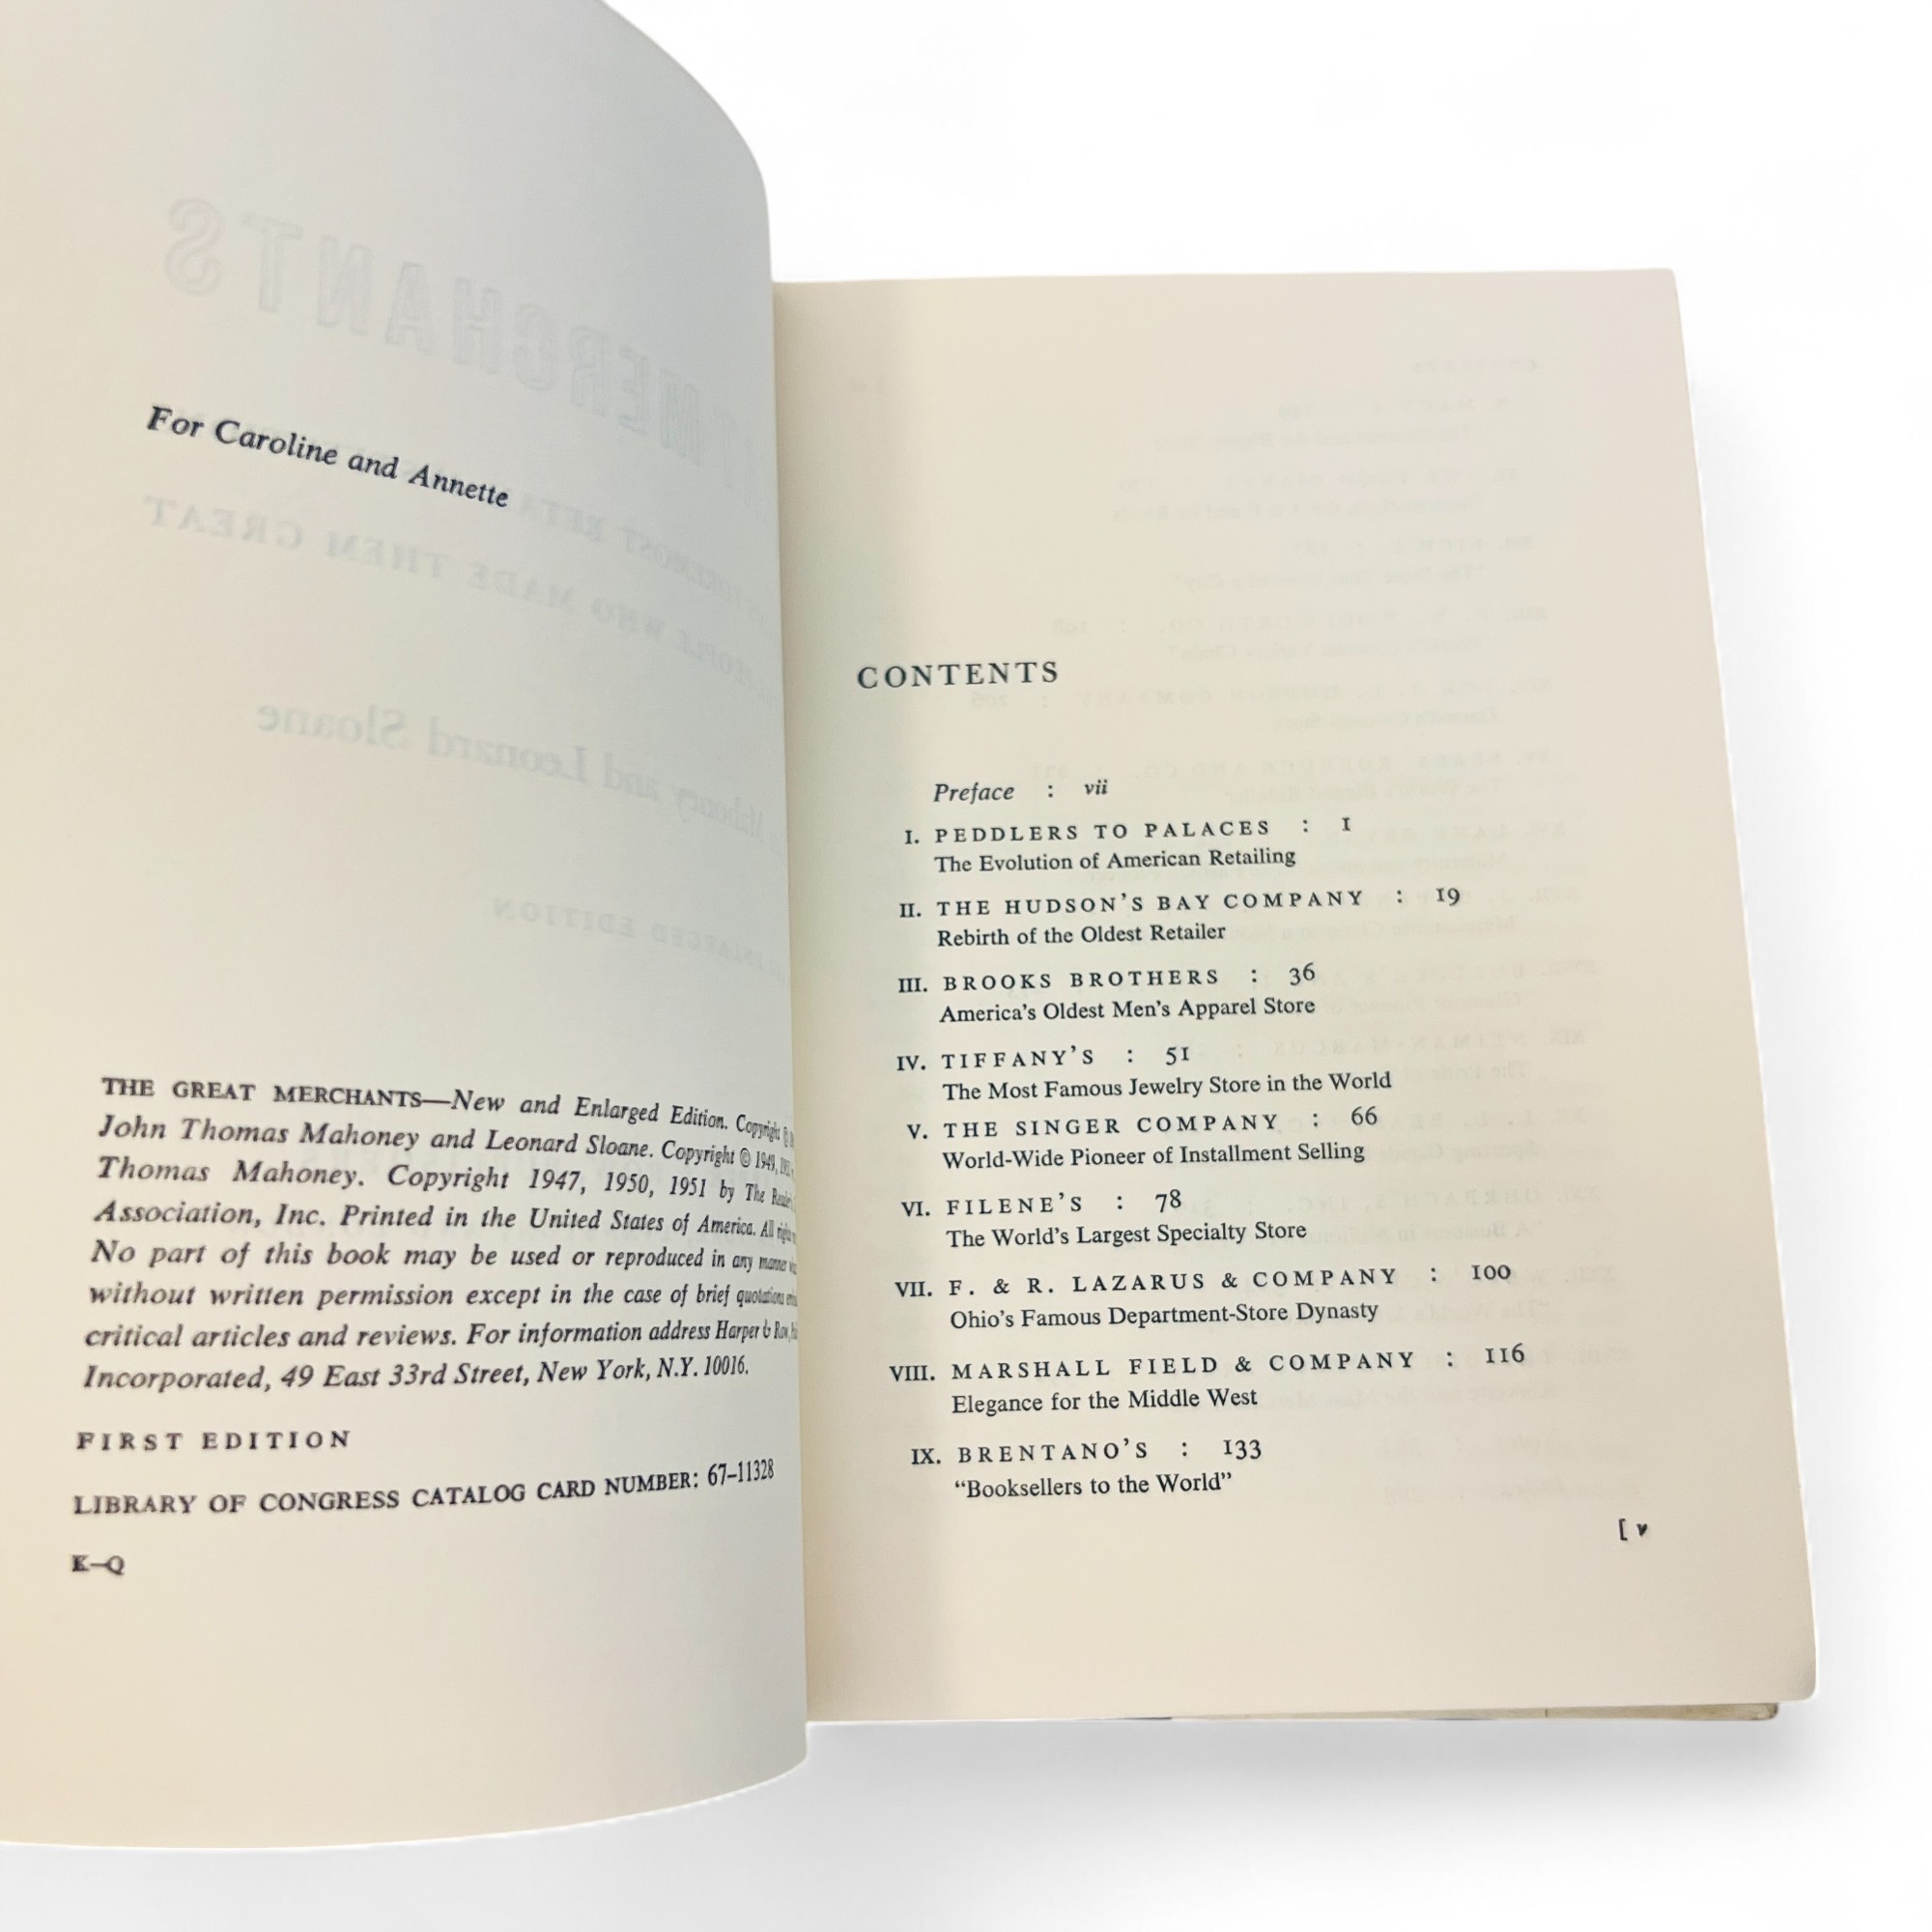 For Caroline and Annette
THE GREAT MERCHANTS—New and Enlarged Edition. Copyright ©
John Thomas Mahoney and Leonard Sloane. Copyright © 1949,
Thomas Mahoney. Copyright 1947, 1950, 1951 by The
Association, Inc. Printed in the United States of America. All
No part of this book may be used or reproduced in any manner
without written permission except in the case of brief quotations
critical articles and reviews. For information address Harper & Row,
Incorporated, 49 East 33rd Street, New York, N.Y. 10016.
FIRST EDITION
LIBRARY OF CONGRESS CATALOG CARD NUMBER: 67-11328
K-Q
CONTENTS
Preface : vii
I. PEDDLERS TO PALACES : 1
The Evolution of American Retailing
II. THE HUDSON'S BAY COMPANY : 19
Rebirth of the Oldest Retailer
III. BROOKS BROTHERS : 36
America's Oldest Men's Apparel Store
IV. TIFFANY'S : 51
The Most Famous Jewelry Store in the World
V. THE SINGER COMPANY : 66
World-Wide Pioneer of Installment Selling
VI. FILENE'S : 78
The World's Largest Specialty Store
VII. F. & R. LAZARUS & COMPANY : 100
Ohio's Famous Department-Store Dynasty
VIII. MARSHALL FIELD & COMPANY : 116
Elegance for the Middle West
IX. BRENTANO'S : 133
"Booksellers to the World"
[ v